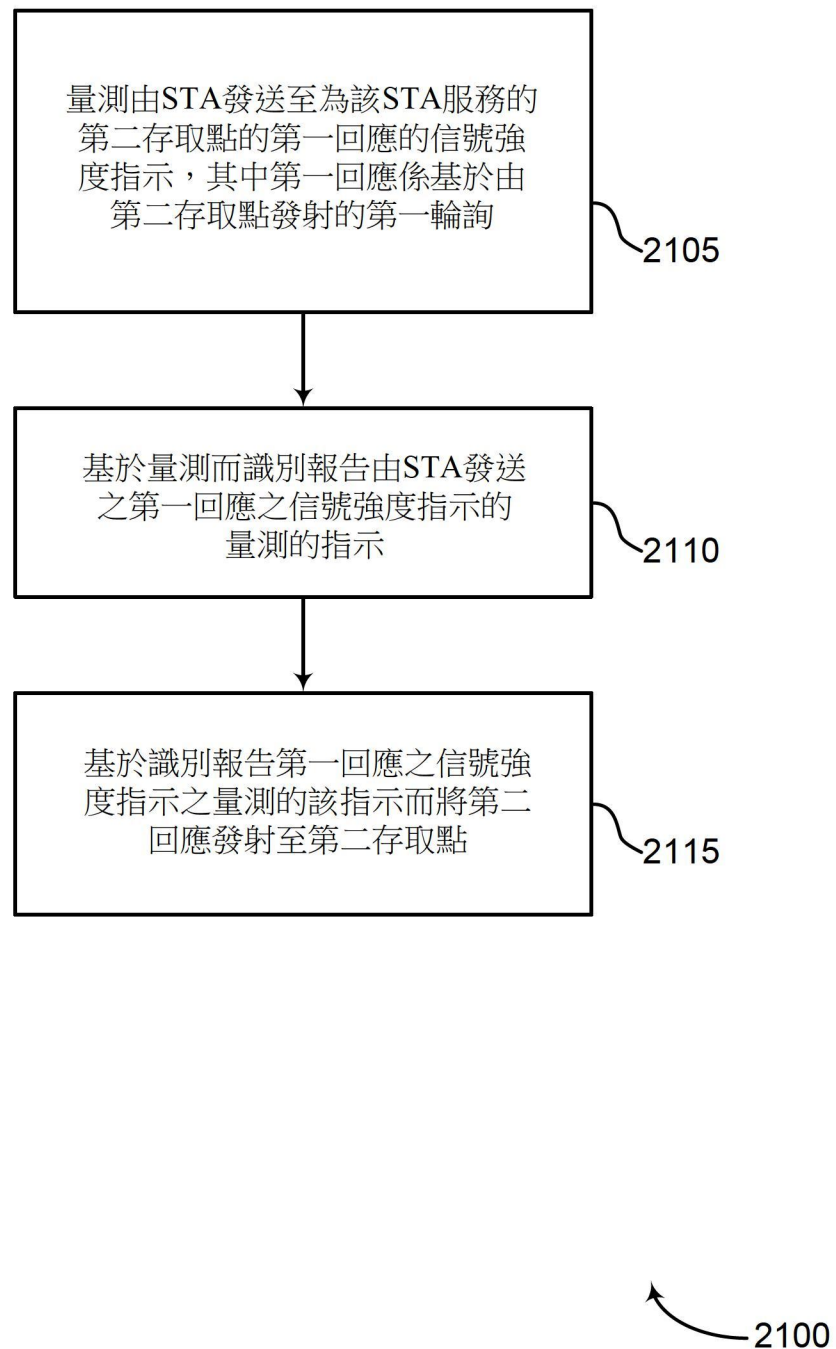 量測由STA發送至為該STA服務的
第二存取點的第一回應的信號強
度指示，其中第一回應係基於由
第二存取點發射的第一輪詢
2105
基於量測而識別報告由STA發送
之第一回應之信號強度指示的
量測的指示
2110
基於識別報告第一回應之信號強
度指示之量測的該指示而將第二
回應發射至第二存取點
2115
2100